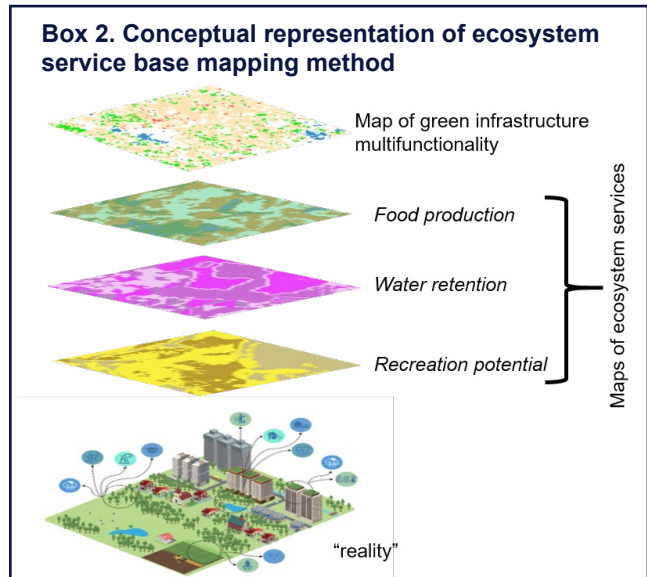 Box 2. Conceptual representation of ecosystem
service base mapping method
Map of green infrastructure
multifunctionality
Food production
Water retention
Recreation potential
Maps of ecosystem services
"reality"